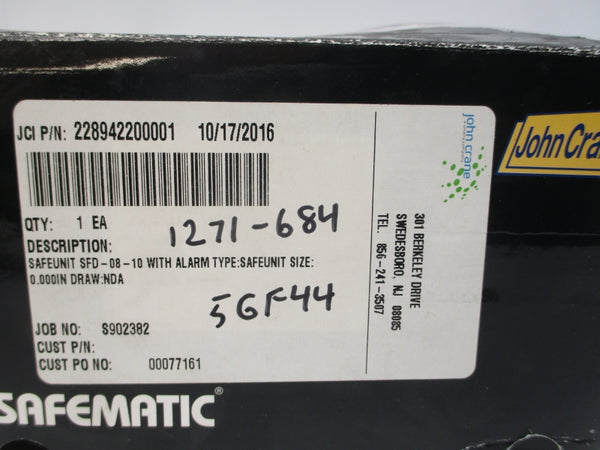 JCI P/N: 228942200001 10/17/2016
QTY: 1 EA
1271-684
DESCRIPTION:
SAFEUNIT SFD-08-10 WITH ALARM TYPE:SAFEUNIT SIZE:
0.000IN DRAW:NDA
5GF44
JOB NO: S902382
CUST P/N:
CUST PO NO: 00077161
john crane
301 BERKELEY DRIVE
SWEDESBORO, NJ 08085
TEL. 856-241-3507
John Cra
SAFEMATIC®